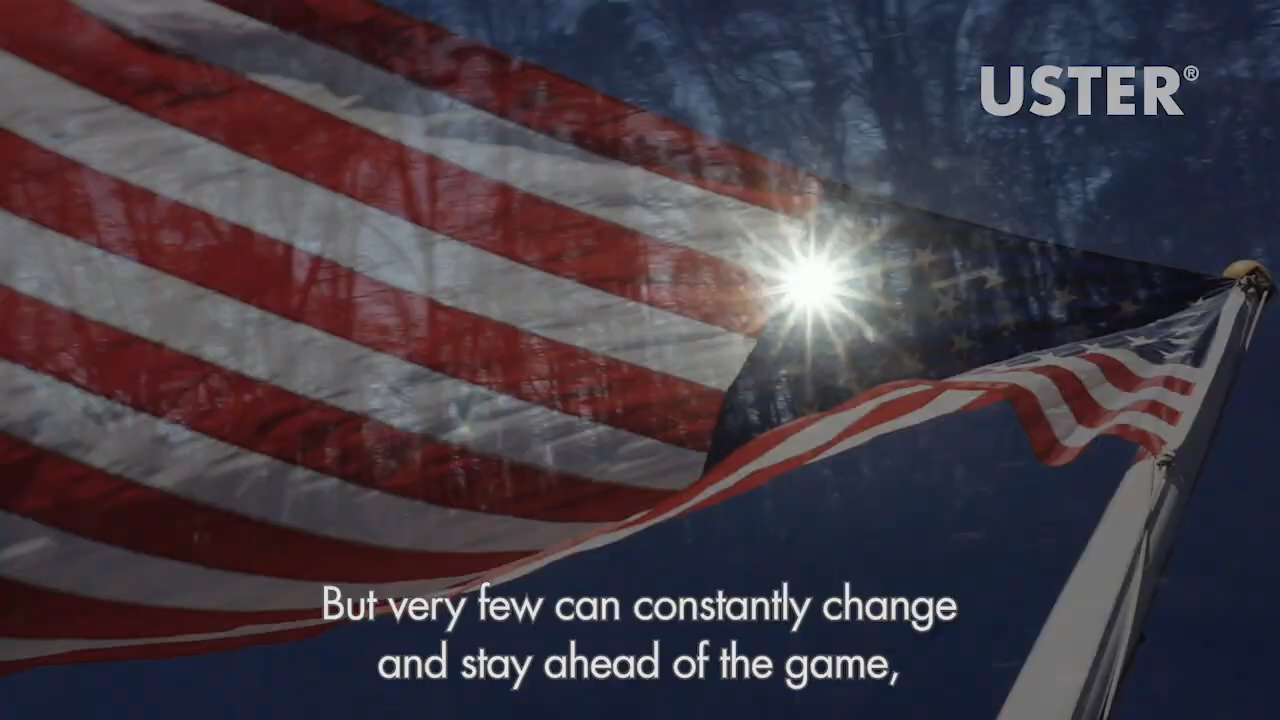 USTER®
But very few can constantly change
and stay ahead of the game,